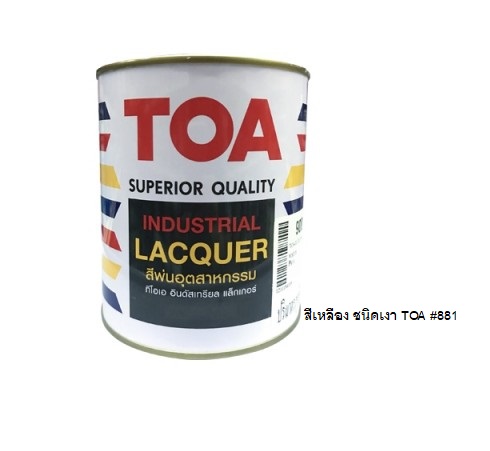 TOA
SUPERIOR QUALITY
INDUSTRIAL
LACQUER
สีพ่นอุตสาหกรรม
ทีโอเอ อินดัสเทรียล แล็กเกอร์
สีเหลือง ชนิดเงา TOA #881